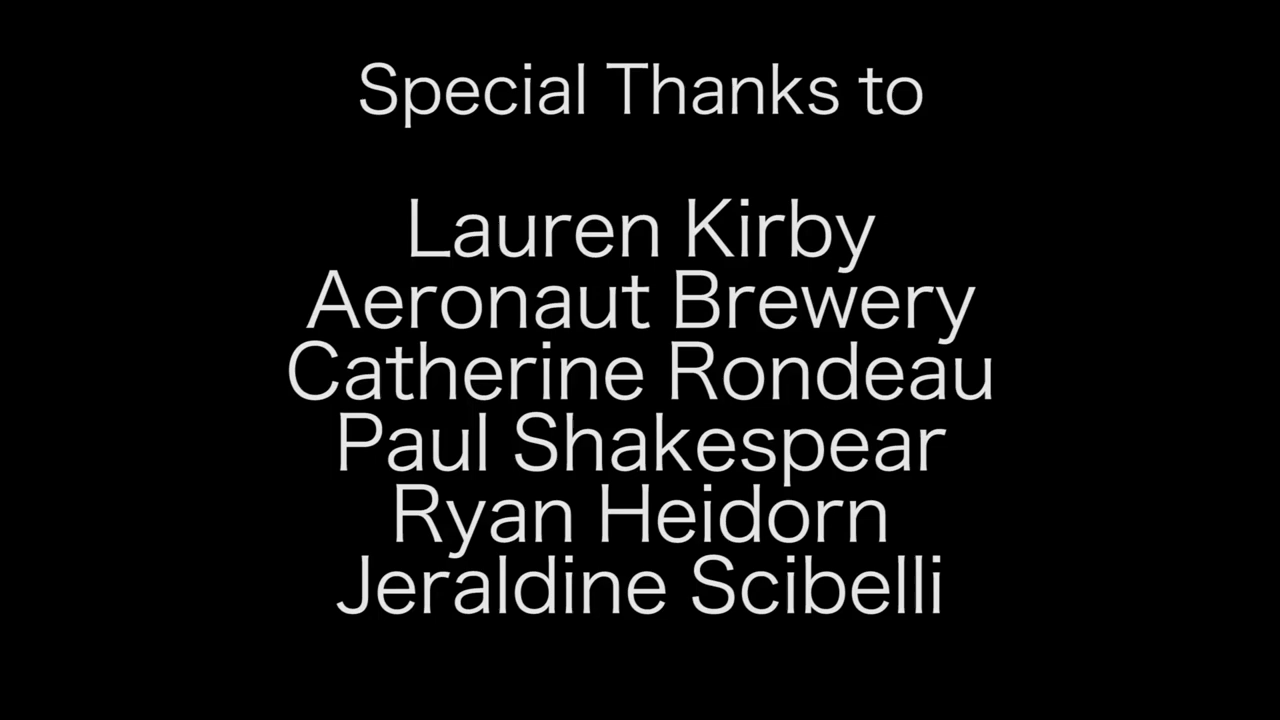 Special Thanks to
Lauren Kirby
Aeronaut Brewery
Catherine Rondeau
Paul Shakespear
Ryan Heidorn
Jeraldine Scibelli